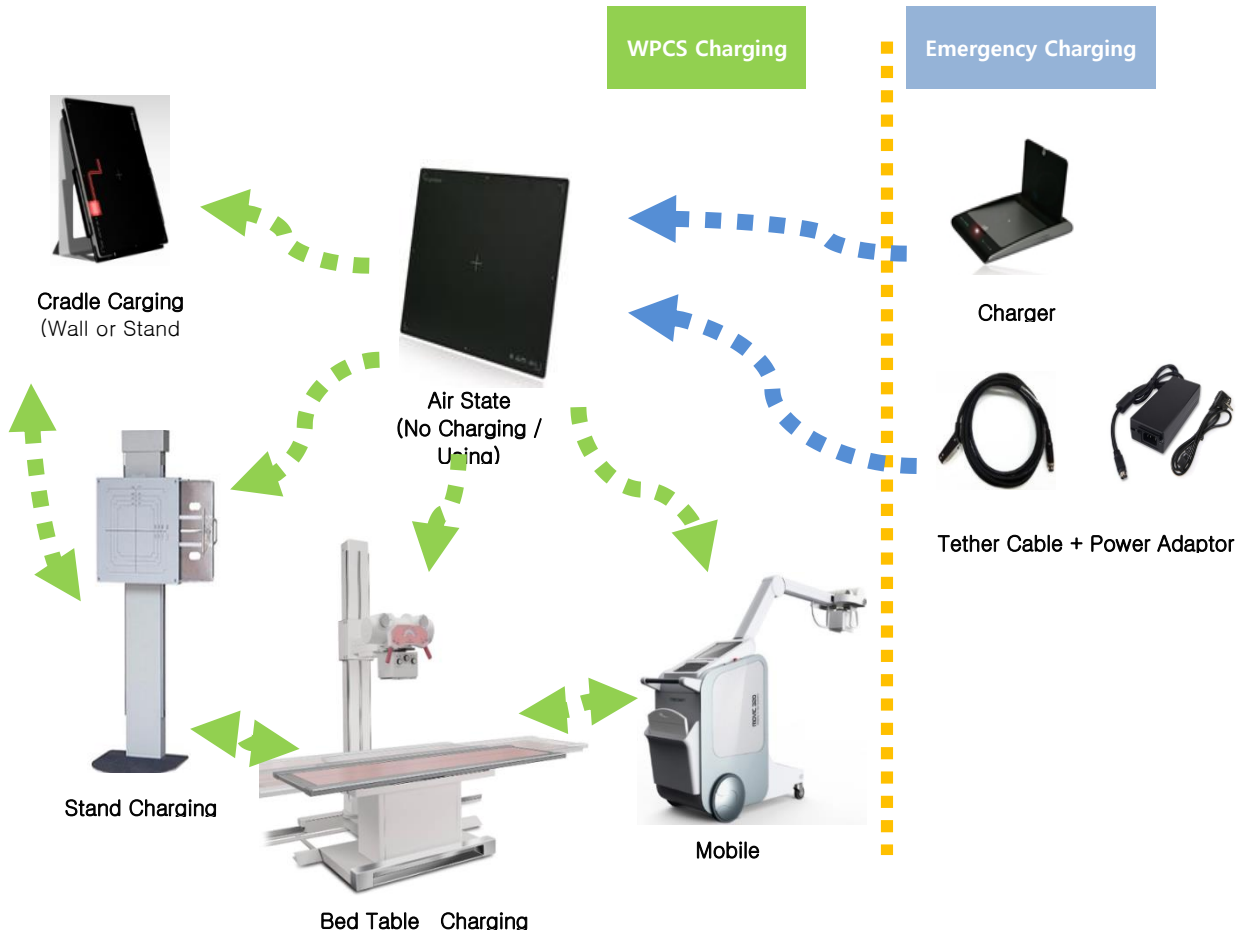 WPCS Charging
Emergency Charging
Cradle Carging
(Wall or Stand
Air State
(No Charging /
Using)
Charger
Tether Cable + Power Adaptor
Stand Charging
Bed Table Charging
Mobile